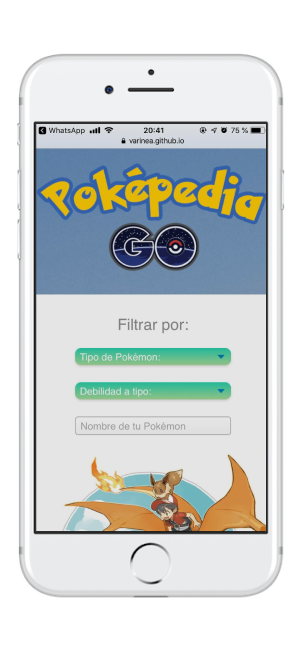 WhatsApp 20:41 75 %
varinea.github.io
Poképedia
GO
Filtrar por:
Tipo de Pokémon:
Debilidad a tipo:
Nombre de tu Pokémon